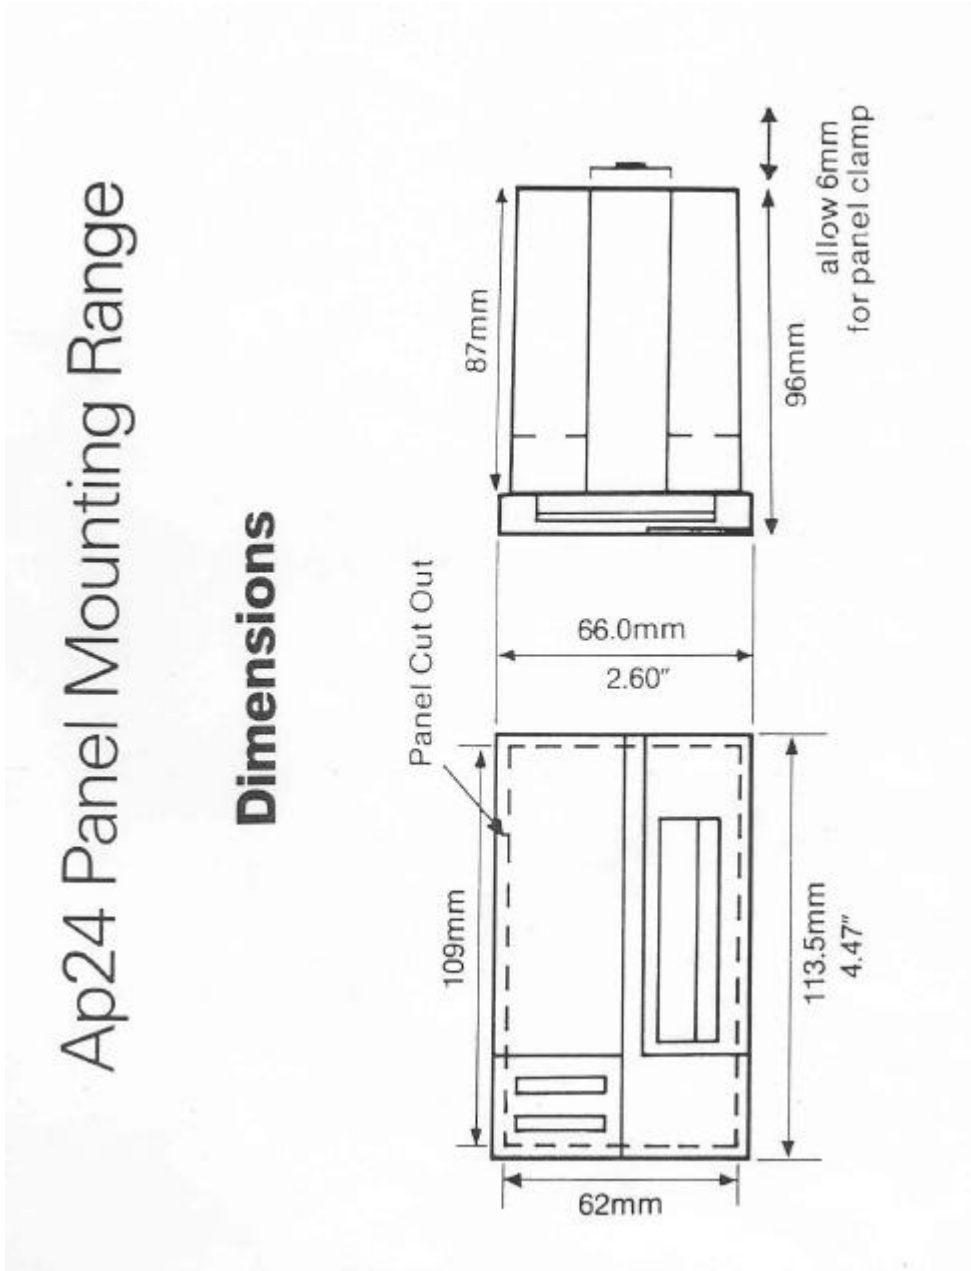 Ap24 Panel Mounting Range
Dimensions
Panel Cut Out
109mm
87mm
66.0mm
2.60"
62mm
113.5mm
4.47"
96mm
allow 6mm
for panel clamp